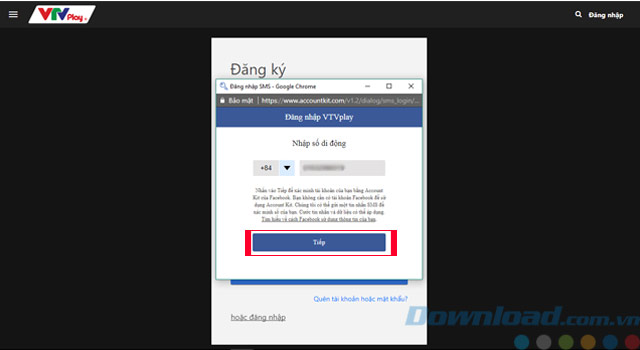 VTV
Play
Đăng nhập
Đăng ký
Đăng nhập SMS - Google Chrome
Bảo mật | https://www.accountkit.com/v1.2/dialog/sms_login/...
Đăng nhập VTVplay
Nhập số di động
+84
Nhấn vào Tiếp để xác minh tài khoản của bạn bằng Account
Kit của Facebook. Bạn không cần có tài khoản Facebook để sử
dụng Account Kit. Chúng tôi có thể gửi một tin nhắn SMS để
xác minh số của bạn. Cước tin nhắn và dữ liệu có thể áp dụng.
Tìm hiểu về cách Facebook sử dụng thông tin của bạn.
Tiếp
Quên tài khoản hoặc mật khẩu?
hoặc đăng nhập
Download.com.vn